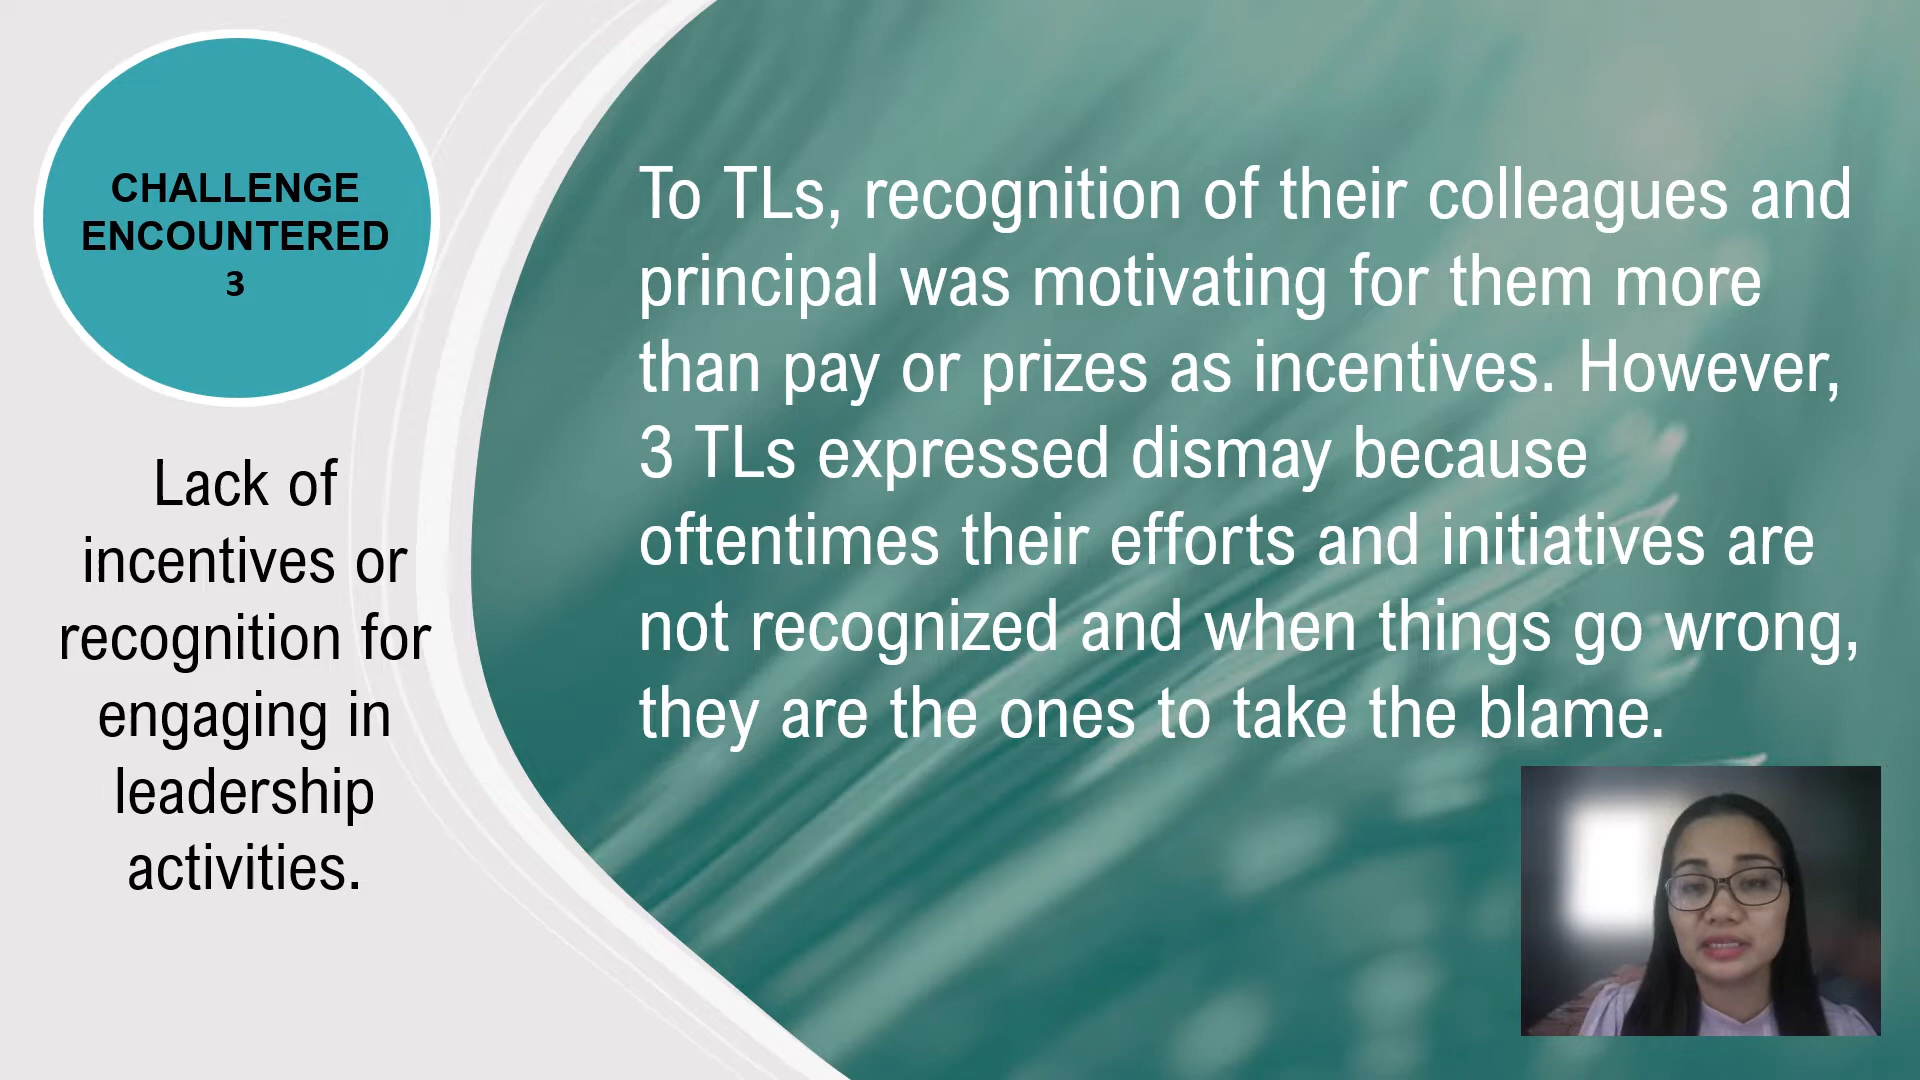 CHALLENGE
ENCOUNTERED
3
Lack of
incentives or
recognition for
engaging in
leadership
activities.
To TLs, recognition of their colleagues and
principal was motivating for them more
than pay or prizes as incentives. However,
3 TLs expressed dismay because
oftentimes their efforts and initiatives are
not recognized and when things go wrong,
they are the ones to take the blame.